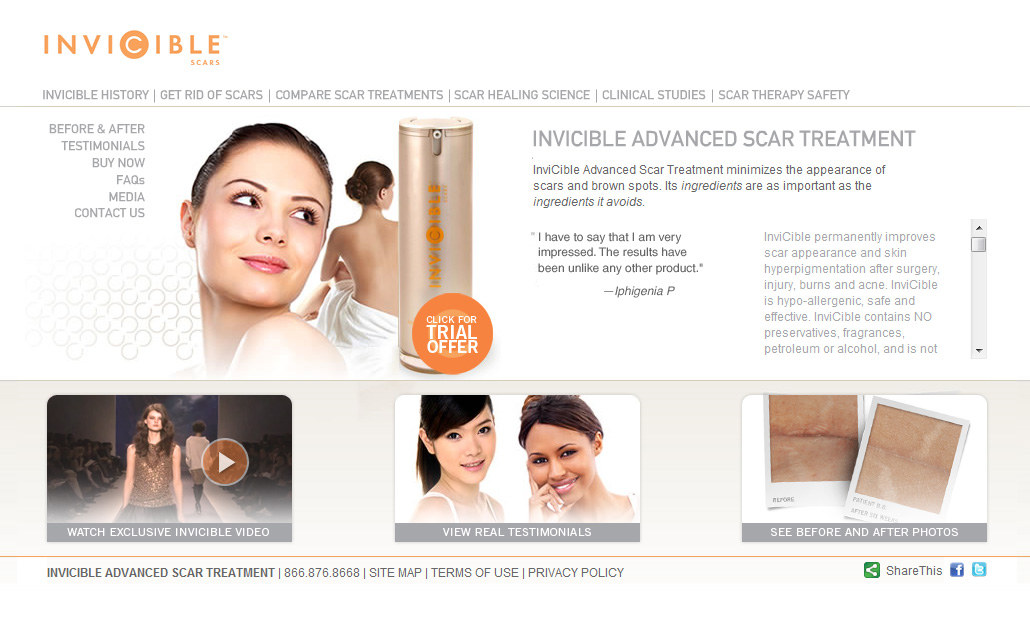 INVICIBLE™
SCARS
INVICIBLE HISTORY | GET RID OF SCARS | COMPARE SCAR TREATMENTS | SCAR HEALING SCIENCE | CLINICAL STUDIES | SCAR THERAPY SAFETY
BEFORE & AFTER
TESTIMONIALS
BUY NOW
FAQs
MEDIA
CONTACT US
INVICIBLE
SCARS
CLICK FOR
TRIAL
OFFER
INVICIBLE ADVANCED SCAR TREATMENT
InviCible Advanced Scar Treatment minimizes the appearance of
scars and brown spots. Its ingredients are as important as the
ingredients it avoids.
" I have to say that I am very
impressed. The results have
been unlike any other product."
—Iphigenia P
InviCible permanently improves
scar appearance and skin
hyperpigmentation after surgery,
injury, burns and acne. InviCible
is hypo-allergenic, safe and
effective. InviCible contains NO
preservatives, fragrances,
petroleum or alcohol, and is not
WATCH EXCLUSIVE INVICIBLE VIDEO
VIEW REAL TESTIMONIALS
BEFORE
PATIENT R.B.
AFTER SIX WEEKS
SEE BEFORE AND AFTER PHOTOS
INVICIBLE ADVANCED SCAR TREATMENT | 866.876.8668 | SITE MAP | TERMS OF USE | PRIVACY POLICY
ShareThis